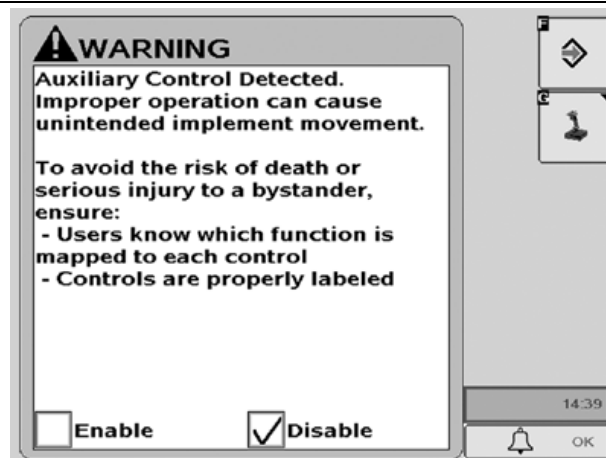 WARNING
Auxiliary Control Detected.
Improper operation can cause
unintended implement movement.
To avoid the risk of death or
serious injury to a bystander,
ensure:
- Users know which function is
mapped to each control
- Controls are properly labeled
Enable
Disable
F
G
14:39
OK